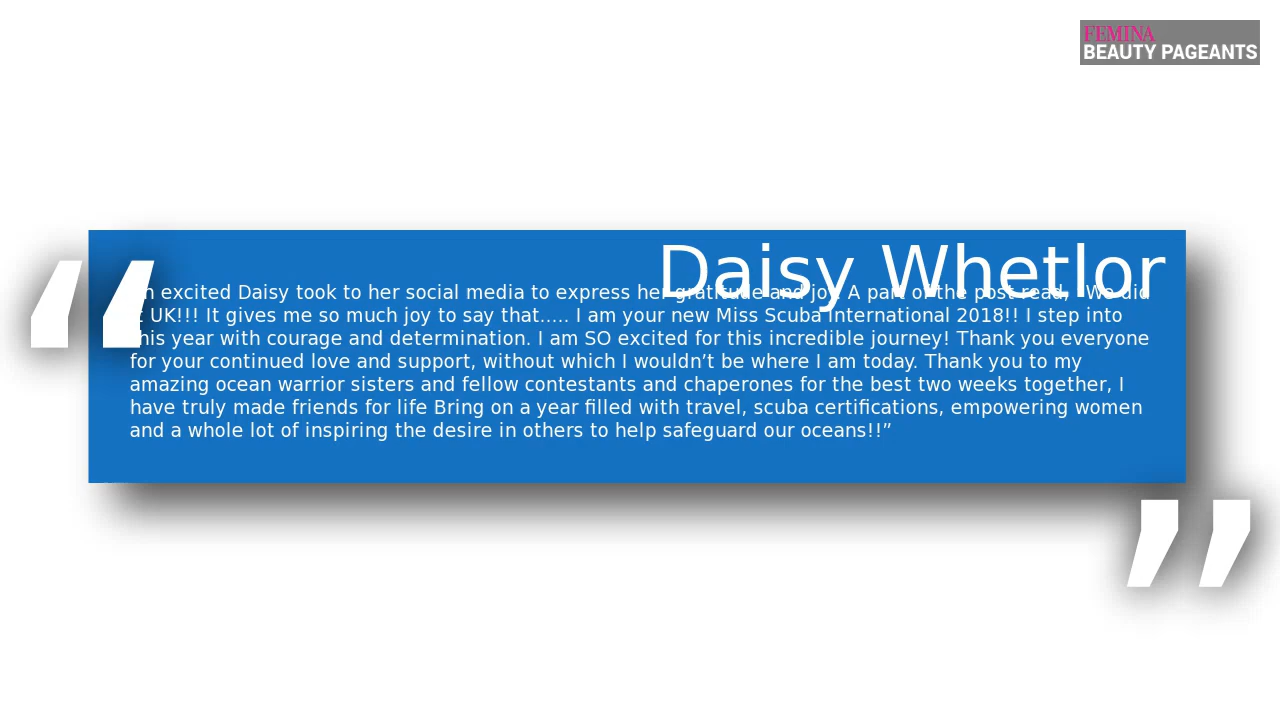 FEMINA
BEAUTY PAGEANTS
Daisy Whetlor
excited Daisy took to her social media to express her gratitude and joy. A part of the post read, “We did
UK!!! It gives me so much joy to say that..... I am your new Miss Scuba International 2018!! I step into
this year with courage and determination. I am SO excited for this incredible journey! Thank you everyone
for your continued love and support, without which I wouldn’t be where I am today. Thank you to my
amazing ocean warrior sisters and fellow contestants and chaperones for the best two weeks together, I
have truly made friends for life Bring on a year filled with travel, scuba certifications, empowering women
and a whole lot of inspiring the desire in others to help safeguard our oceans!!”